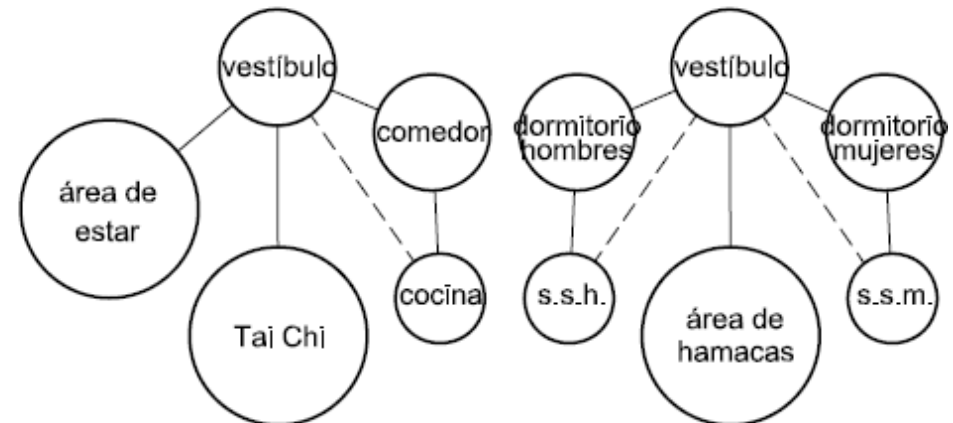 vestíbulo
comedor
área de
estar
Tai Chi
cocina
vestíbulo
dormitorio
hombres
dormitorio
mujeres
s.s.h.
área de
hamacas
s.s.m.